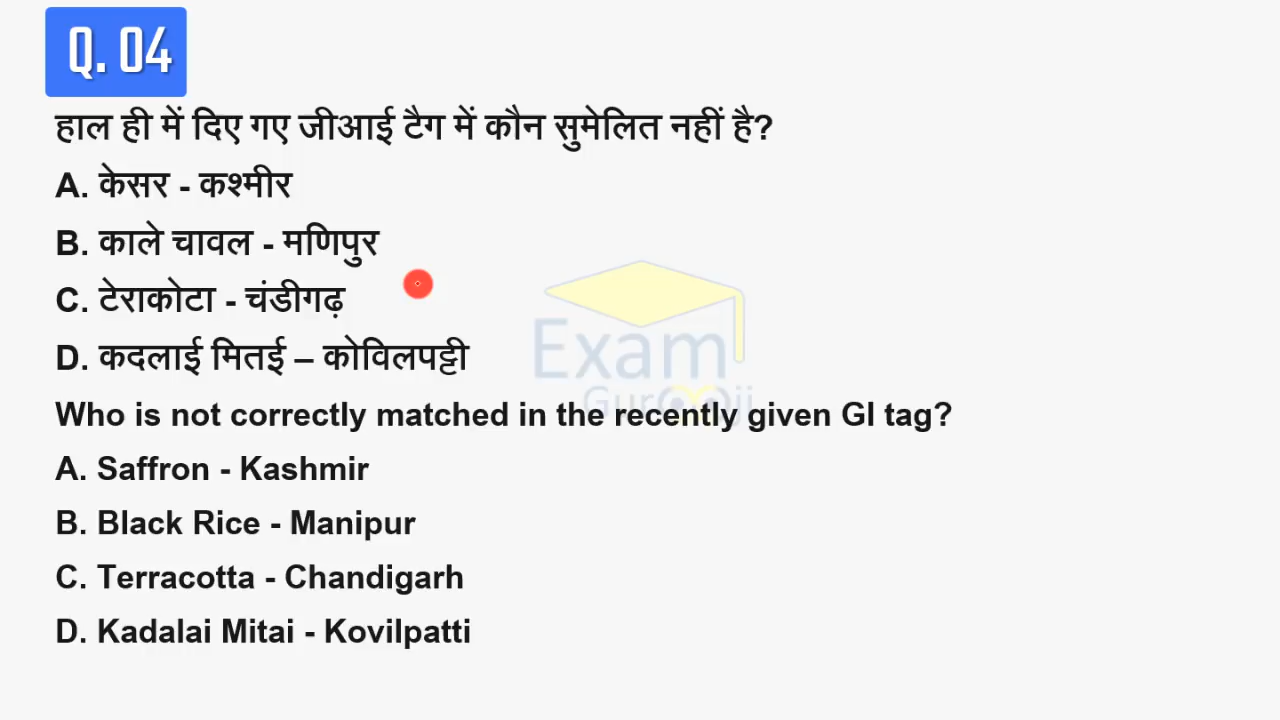 Q. 04
हाल ही में दिए गए जीआई टैग में कौन सुमेलित नहीं है?
A. केसर - कश्मीर
B. काले चावल - मणिपुर
C. टेराकोटा - चंडीगढ़
D. कदलाई मितई – कोविलपट्टी
Exam
Gurooji
Who is not correctly matched in the recently given GI tag?
A. Saffron - Kashmir
B. Black Rice - Manipur
C. Terracotta - Chandigarh
D. Kadalai Mitai - Kovilpatti